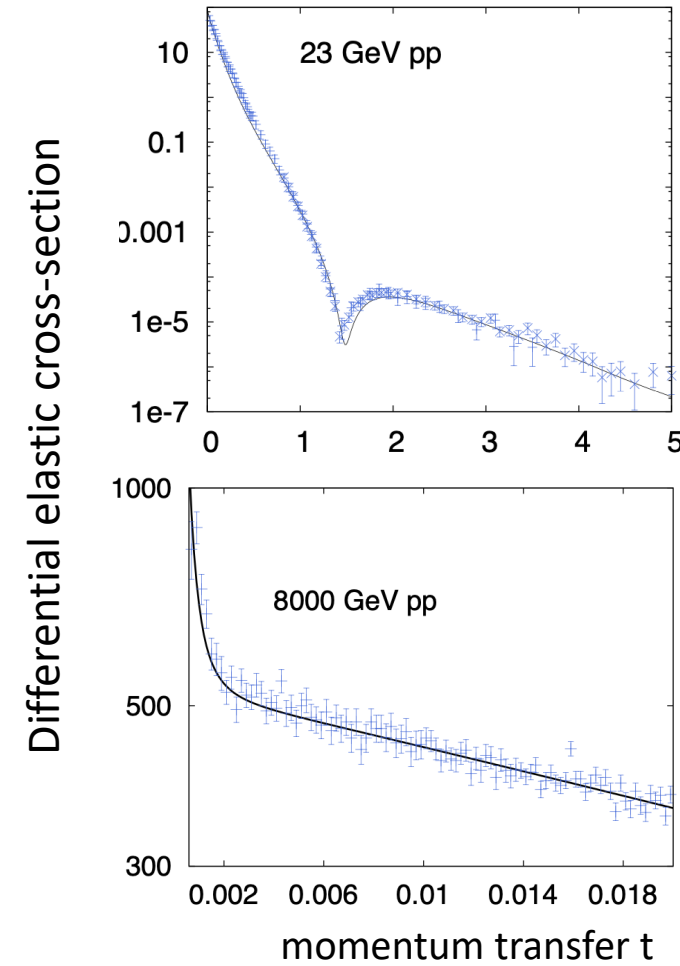 Differential elastic cross-section
23 GeV pp
10
0.1
0.001
1e-5
1e-7
0 1 2 3 4 5
8000 GeV pp
1000
500
300
0.002 0.006 0.01 0.014 0.018
momentum transfer t